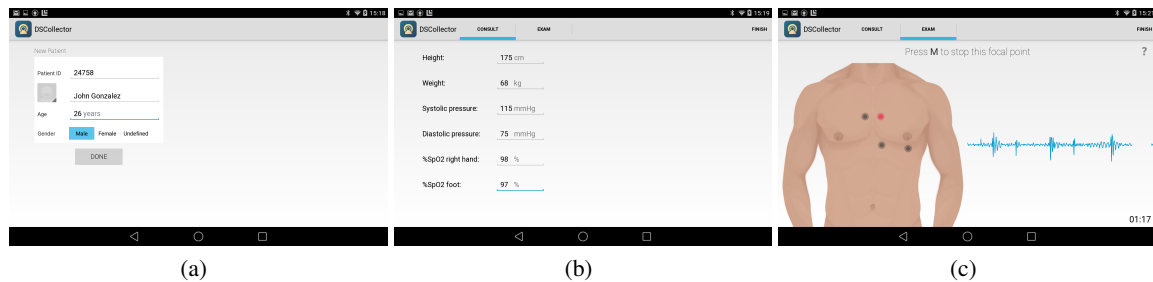 15:18
DSCollector
New Patient
Patient ID 24758
John Gonzalez
Age 26 years
Gender Male Female Undefined
DONE
(a)
15:19
DSCollector CONSULT EXAM FINISH
Height: 175 cm
Weight: 68 kg
Systolic pressure: 115 mmHg
Diastolic pressure: 75 mmHg
%SpO2 right hand: 98 %
%SpO2 foot: 97 %
(b)
15:21
DSCollector CONSULT EXAM FINISH
Press M to stop this focal point ?
01:17
(c)